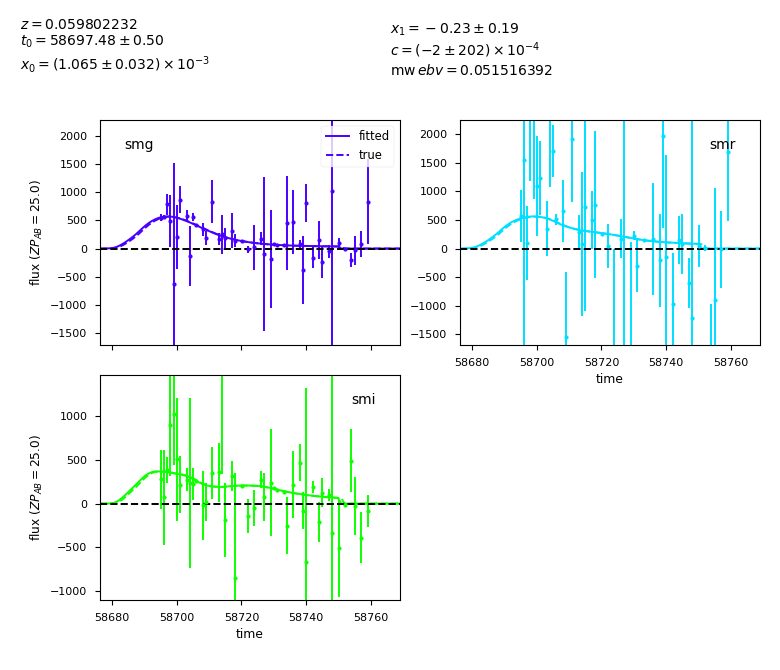 z = 0.059802232
t₀ = 58697.48 ± 0.50
x₀ = (1.065 ± 0.032) × 10⁻³
x₁ = −0.23 ± 0.19
c = (−2 ± 202) × 10⁻⁴
mw ebv = 0.051516392
smg
fitted
true
2000
1500
1000
500
0
−500
−1000
−1500
flux (ZP_AB = 25.0)
smr
2000
1500
1000
500
0
−500
−1000
−1500
58680 58700 58720 58740 58760
time
smi
1000
500
0
−500
−1000
flux (ZP_AB = 25.0)
58680 58700 58720 58740 58760
time